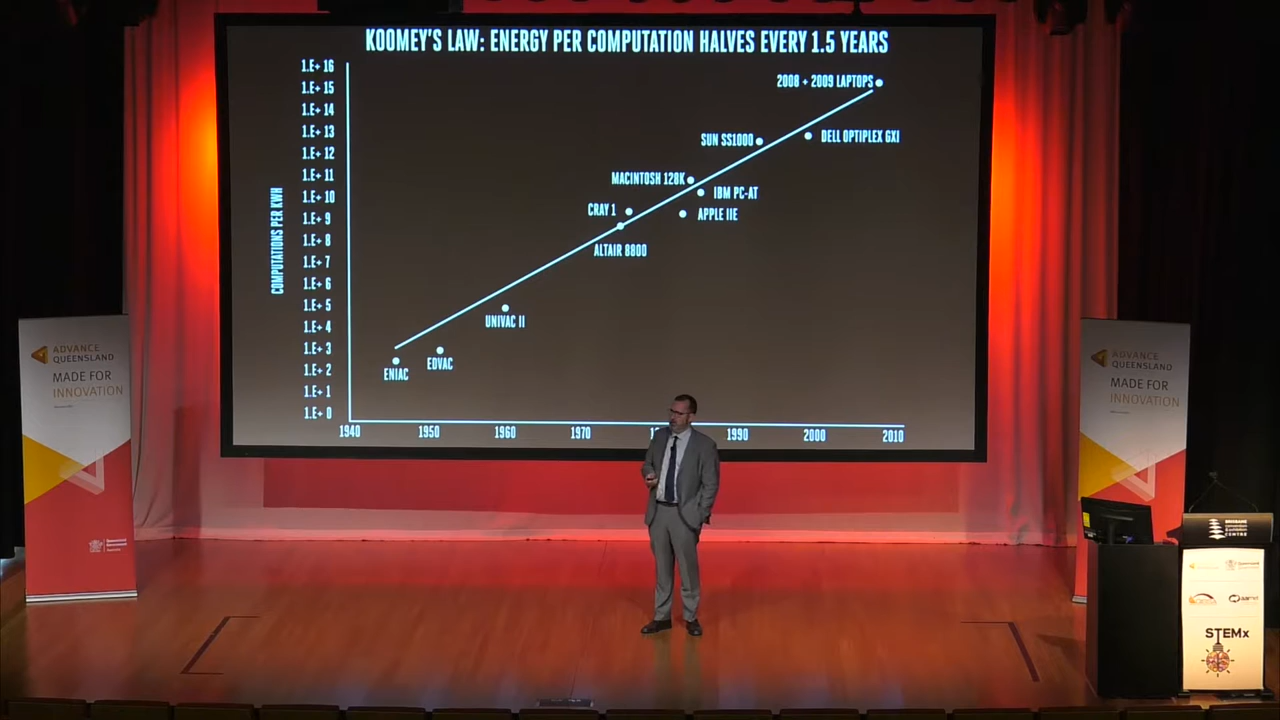 KOOMEY'S LAW: ENERGY PER COMPUTATION HALVES EVERY 1.5 YEARS
1.E+ 16
1.E+ 15
1.E+ 14
1.E+ 13
1.E+ 12
1.E+ 11
1.E+ 10
1.E+ 9
1.E+ 8
1.E+ 7
1.E+ 6
1.E+ 5
1.E+ 4
1.E+ 3
1.E+ 2
1.E+ 1
1.E+ 0
COMPUTATIONS PER KWH
2008 + 2009 LAPTOPS
DELL OPTIPLEX GXI
SUN SS1000
MACINTOSH 128K
IBM PC-AT
CRAY 1
APPLE IIE
ALTAIR 8800
UNIVAC II
EDVAC
ENIAC
1940
1950
1960
1970
1990
2000
2010
ADVANCE
QUEENSLAND
MADE FOR
INNOVATION
Queensland
Government
ADVANCE
QUEENSLAND
MADE FOR
INNOVATION
BRISBANE
CENTRE
STEMx